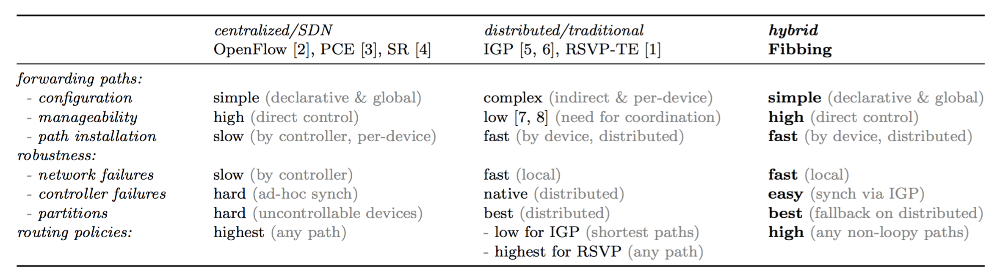 centralized/SDN distributed/traditional hybrid
OpenFlow [2], PCE [3], SR [4] IGP [5, 6], RSVP-TE [1] Fibbing
forwarding paths:
- configuration simple (declarative & global) complex (indirect & per-device) simple (declarative & global)
- manageability high (direct control) low [7, 8] (need for coordination) high (direct control)
- path installation slow (by controller, per-device) fast (by device, distributed) fast (by device, distributed)
robustness:
- network failures slow (by controller) fast (local) fast (local)
- controller failures hard (ad-hoc synch) native (distributed) easy (synch via IGP)
- partitions hard (uncontrollable devices) best (distributed) best (fallback on distributed)
routing policies: highest (any path) - low for IGP (shortest paths) high (any non-loopy paths)
- highest for RSVP (any path)